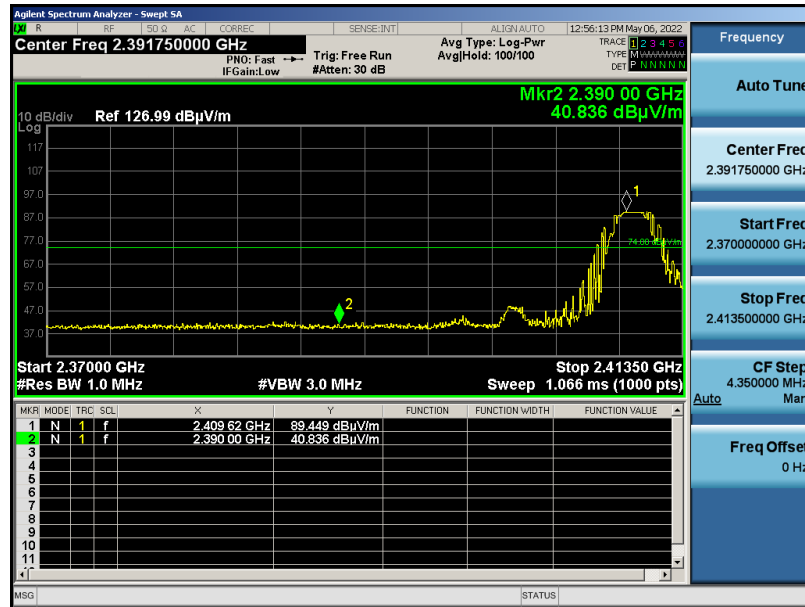 Agilent Spectrum Analyzer - Swept SA
LXI R RF 50 Ω AC CORREC SENSE:INT ALIGN AUTO 12:56:13 PM May 06, 2022
Center Freq 2.391750000 GHz
PNO: Fast
IFGain:Low
Trig: Free Run
#Atten: 30 dB
Avg Type: Log-Pwr
Avg|Hold: 100/100
TRACE 1 2 3 4 5 6
TYPE M
DET P N N N N N
Mkr2 2.390 00 GHz
40.836 dBµV/m
10 dB/div Ref 126.99 dBµV/m
Log
117
107
97.0
87.0
77.0
67.0
57.0
47.0
37.0
1
74.00 dBµV/m
2
Start 2.37000 GHz Stop 2.41350 GHz
#Res BW 1.0 MHz #VBW 3.0 MHz Sweep 1.066 ms (1000 pts)
MKR MODE TRC SCL X Y FUNCTION FUNCTION WIDTH FUNCTION VALUE
1 N 1 f 2.409 62 GHz 89.449 dBµV/m
2 N 1 f 2.390 00 GHz 40.836 dBµV/m
3
4
5
6
7
8
9
10
11
MSG STATUS
Frequency
Auto Tune
Center Freq
2.391750000 GHz
Start Freq
2.370000000 GHz
Stop Freq
2.413500000 GHz
CF Step
4.350000 MHz
Auto Man
Freq Offset
0 Hz